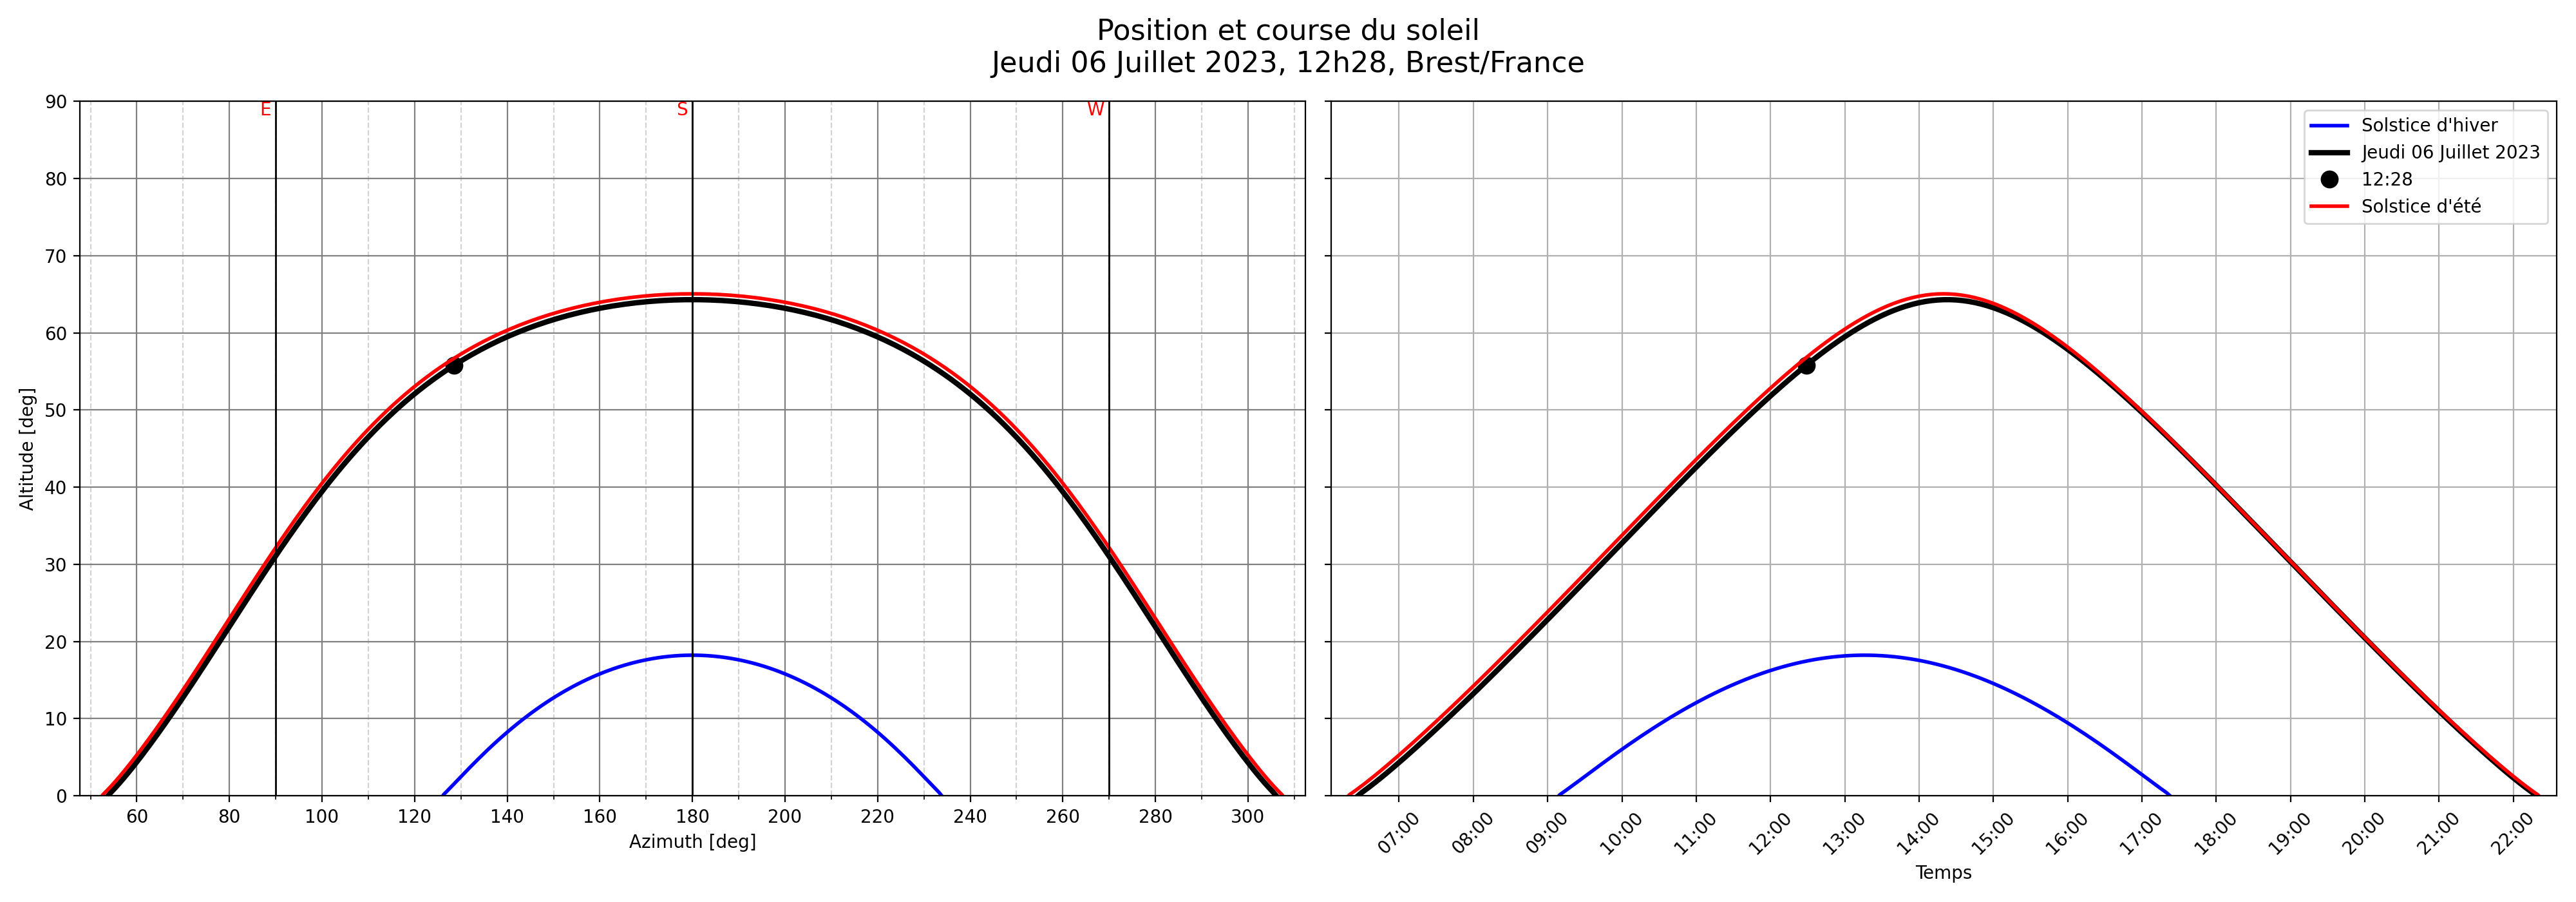 Position et course du soleil
Jeudi 06 Juillet 2023, 12h28, Brest/France
E
S
W
90
80
70
60
50
40
30
20
10
0
Altitude [deg]
60 80 100 120 140 160 180 200 220 240 260 280 300
Azimuth [deg]
Solstice d'hiver
Jeudi 06 Juillet 2023
12:28
Solstice d'été
07:00 08:00 09:00 10:00 11:00 12:00 13:00 14:00 15:00 16:00 17:00 18:00 19:00 20:00 21:00 22:00
Temps